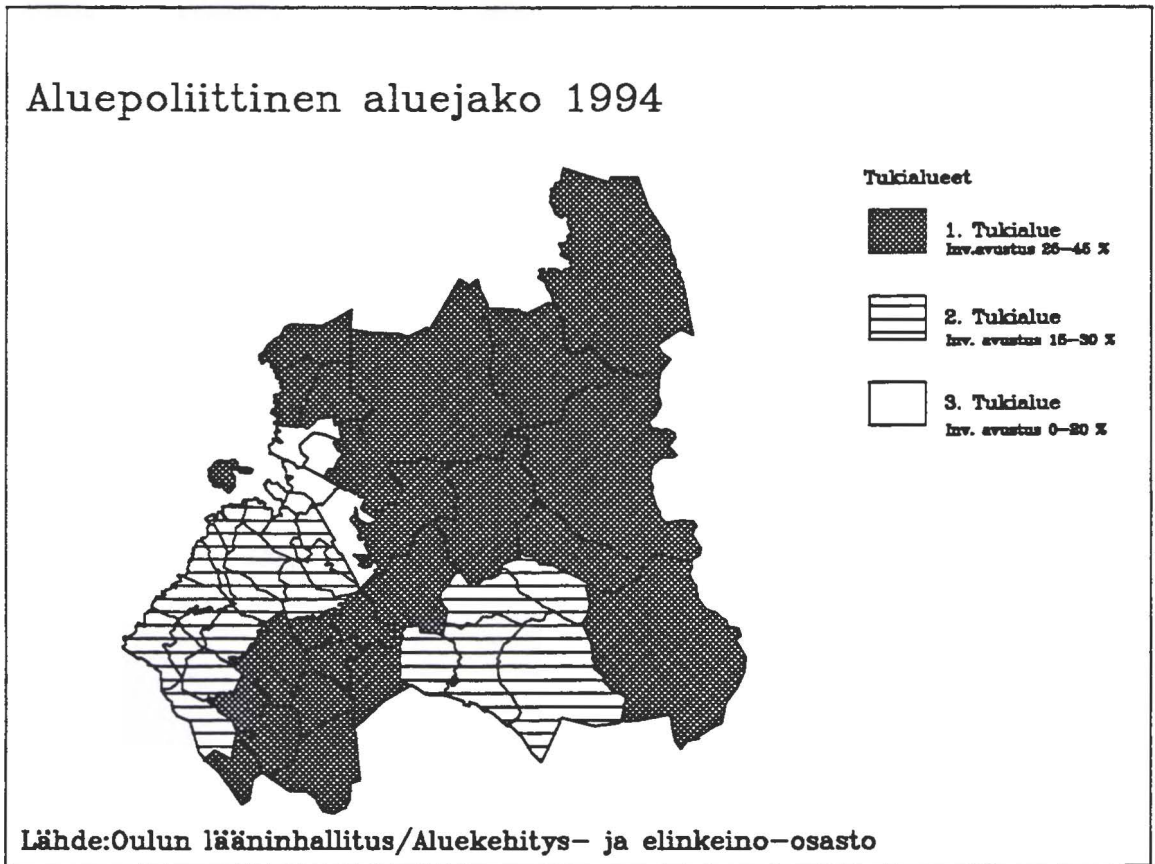 Aluepoliittinen aluejako 1994
Tukialueet
1. Tukialue
Inv.avustus 25-45 %
2. Tukialue
Inv. avustus 15-30 %
3. Tukialue
Inv. avustus 0-20 %
Lähde:Oulun lääninhallitus/Aluekehitys- ja elinkeino-osasto